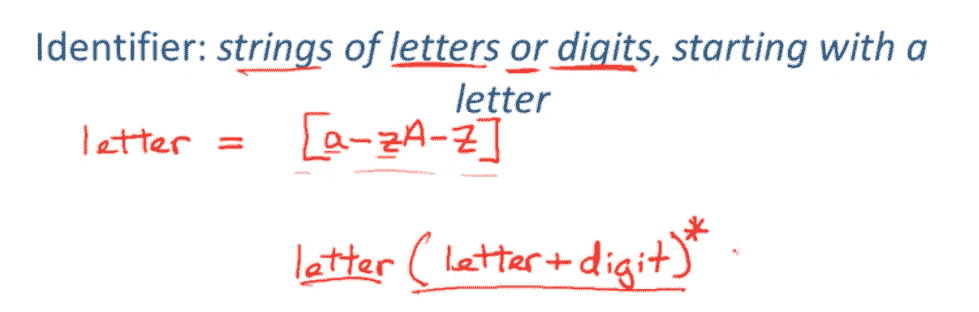 Identifier: strings of letters or digits, starting with a
letter
letter = [a-zA-Z]
letter (letter+digit)*